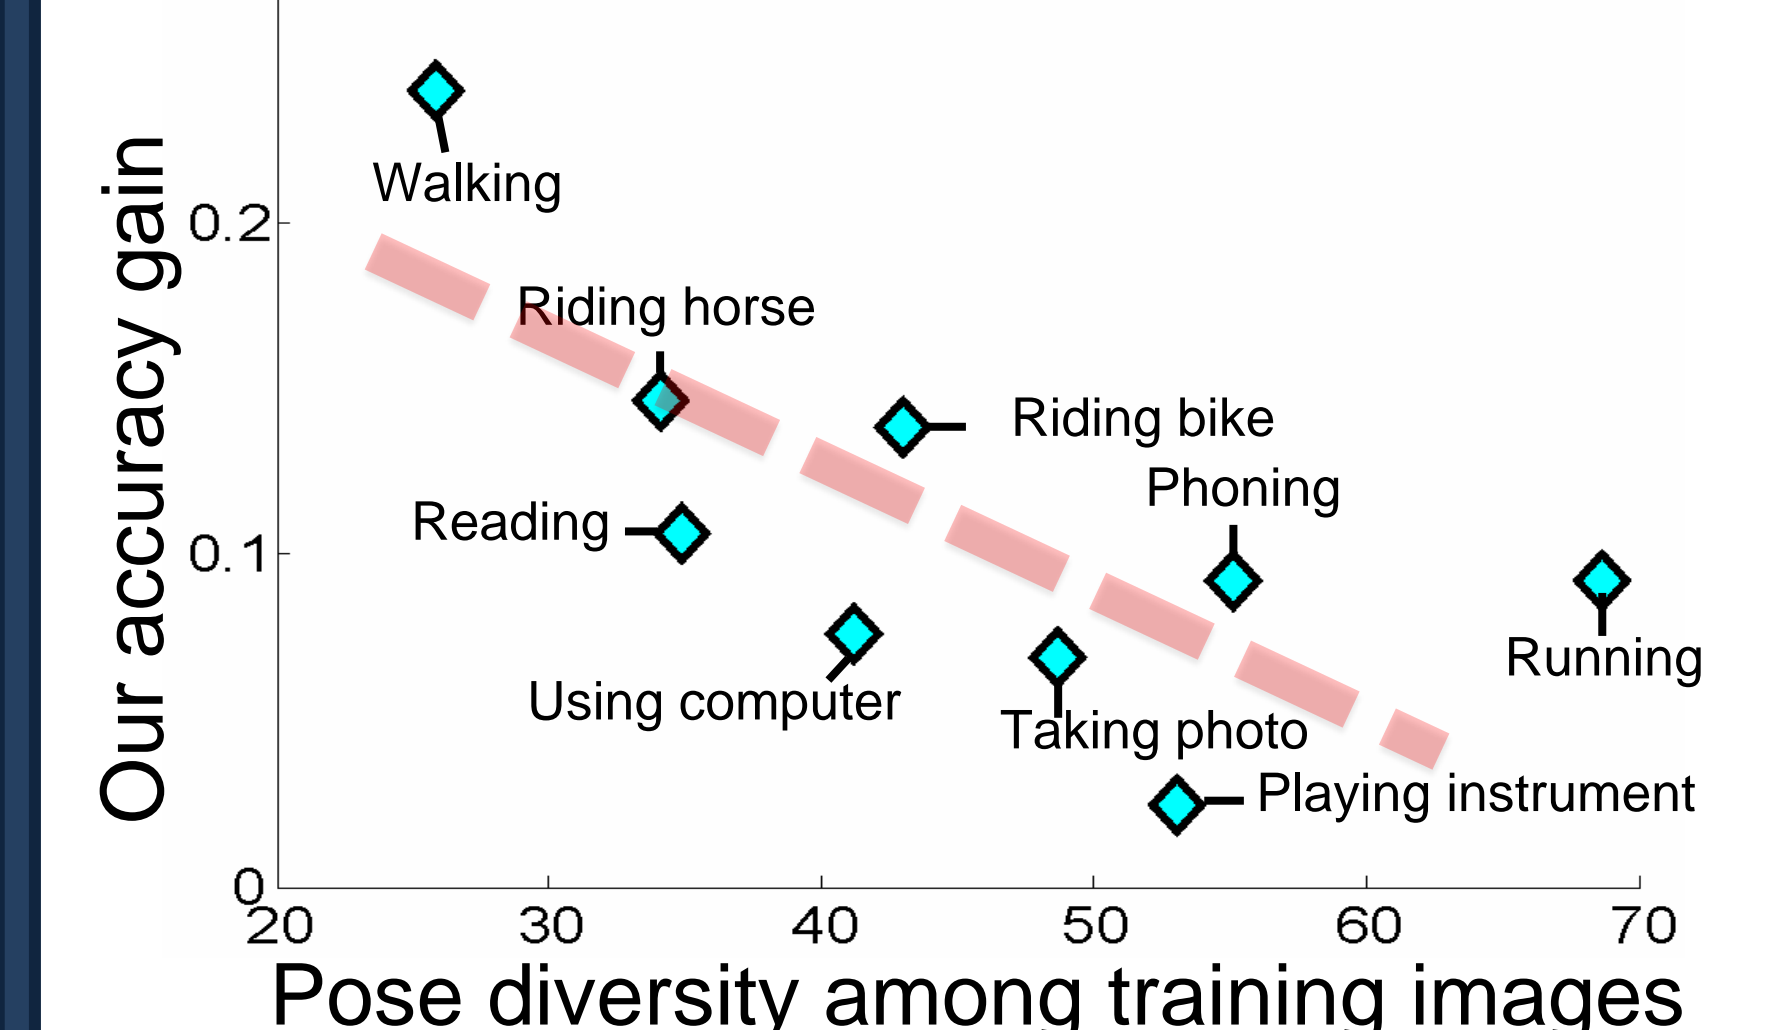 Our accuracy gain
Walking
0.2
Riding horse
Riding bike
Phoning
Reading
0.1
Running
Using computer
Taking photo
Playing instrument
0
20 30 40 50 60 70
Pose diversity among training images